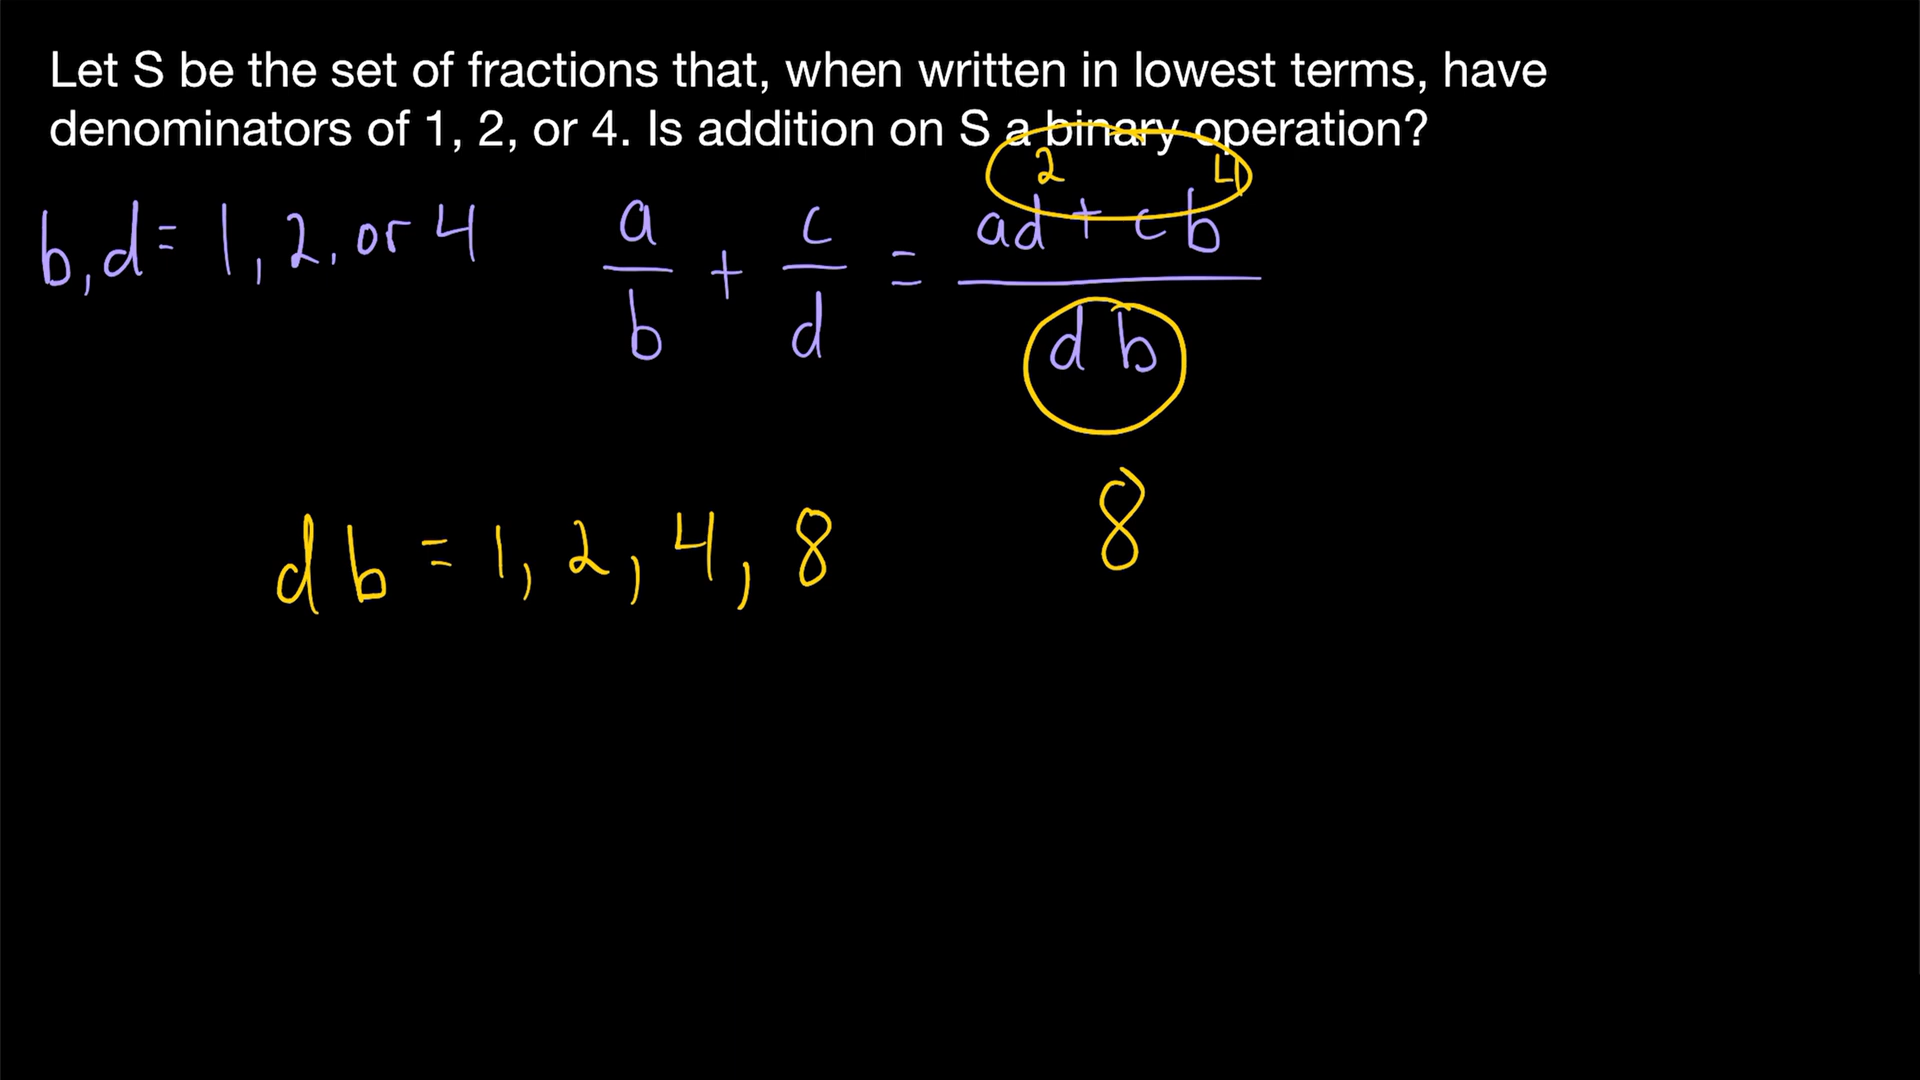 Let S be the set of fractions that, when written in lowest terms, have
denominators of 1, 2, or 4. Is addition on S a binary operation?
2 4
b, d = 1, 2, or 4 a/b + c/d = ad + cb / db
db = 1, 2, 4, 8
8